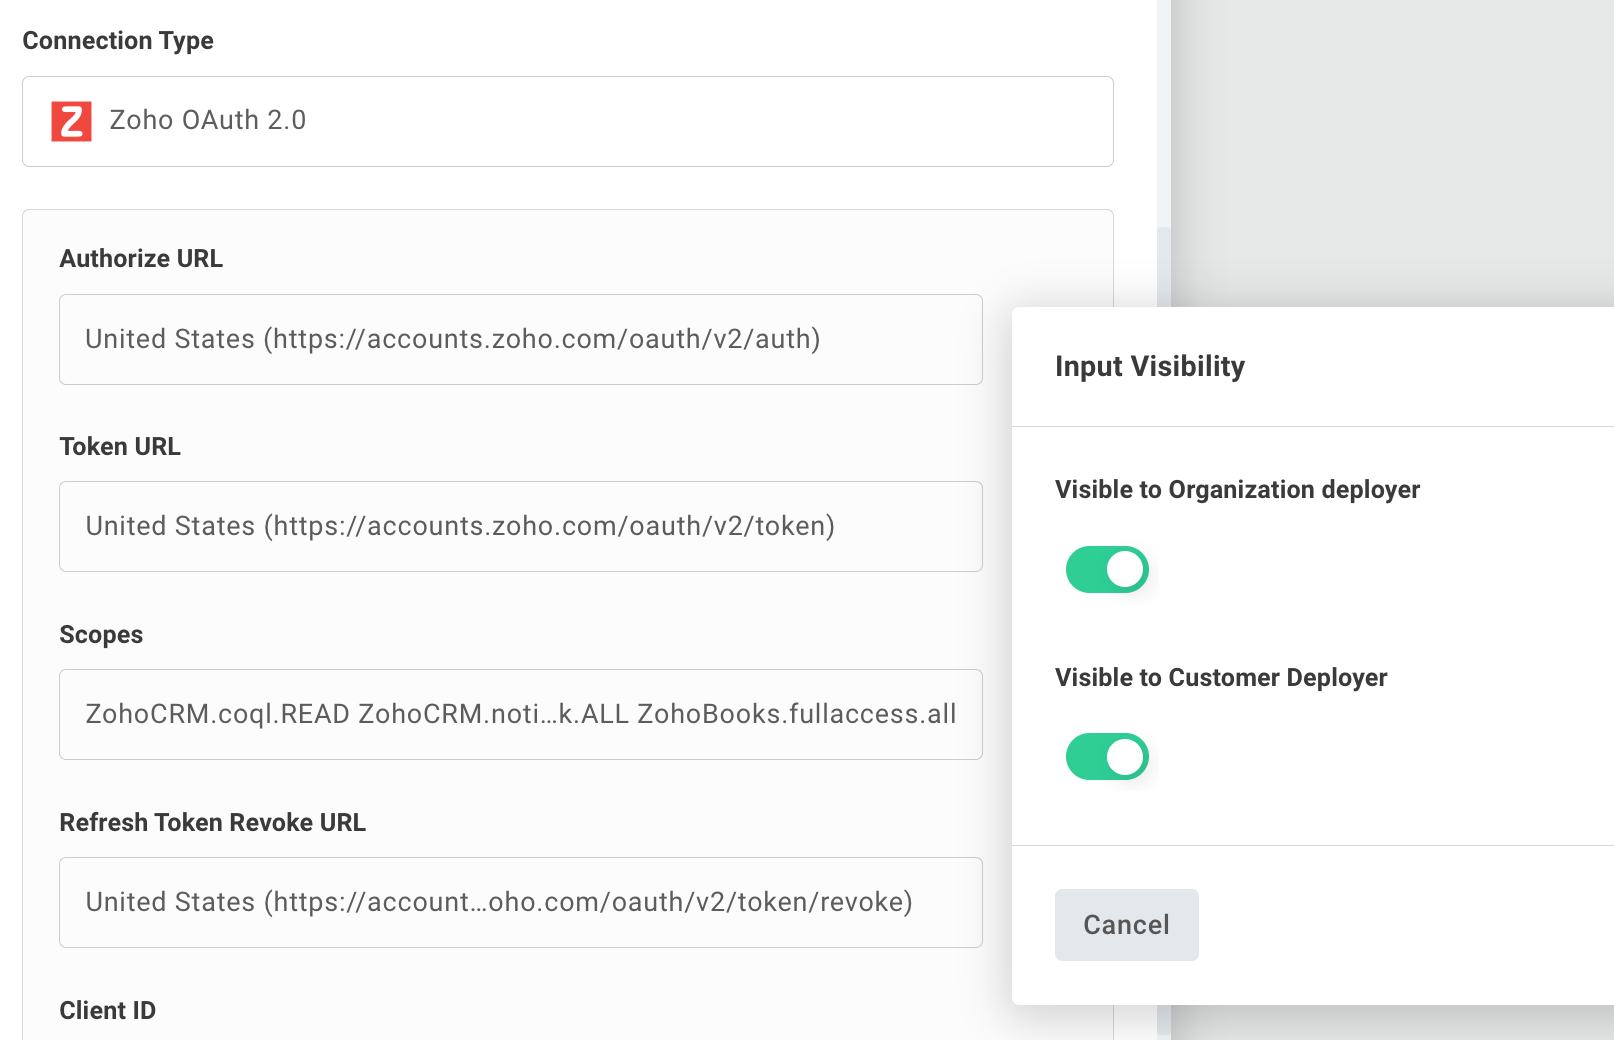 Connection Type
Z Zoho OAuth 2.0
Authorize URL
United States (https://accounts.zoho.com/oauth/v2/auth)
Token URL
United States (https://accounts.zoho.com/oauth/v2/token)
Scopes
ZohoCRM.coql.READ ZohoCRM.noti...k.ALL ZohoBooks.fullaccess.all
Refresh Token Revoke URL
United States (https://account...oho.com/oauth/v2/token/revoke)
Client ID
Input Visibility
Visible to Organization deployer
Visible to Customer Deployer
Cancel